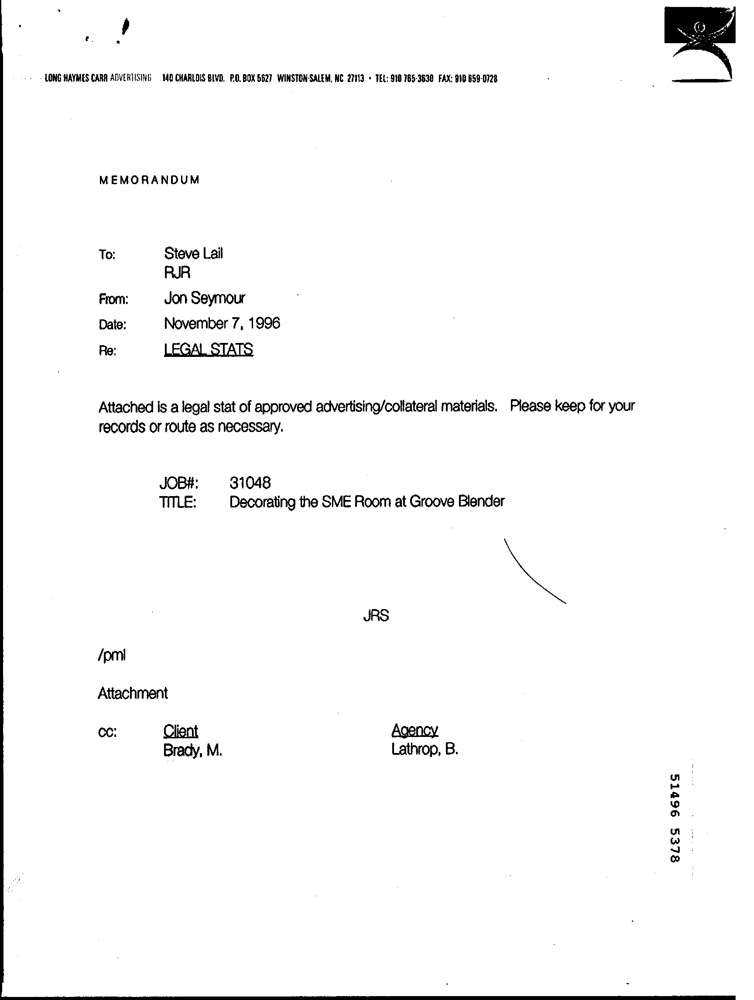 LONG HAYMES CARR ADVERTISING 140 CHARLOIS BLVD. P.O. BOX 5627 WINSTON-SALEM, NC 27113 • TEL: 910 765-3630 FAX: 910 659-0728
MEMORANDUM
To: Steve Lail
RJR
From: Jon Seymour
Date: November 7, 1996
Re: LEGAL STATS
Attached is a legal stat of approved advertising/collateral materials. Please keep for your
records or route as necessary.
JOB#: 31048
TITLE: Decorating the SME Room at Groove Blender
JRS
/pml
Attachment
cc: Client Agency
Brady, M. Lathrop, B.
51496 5378